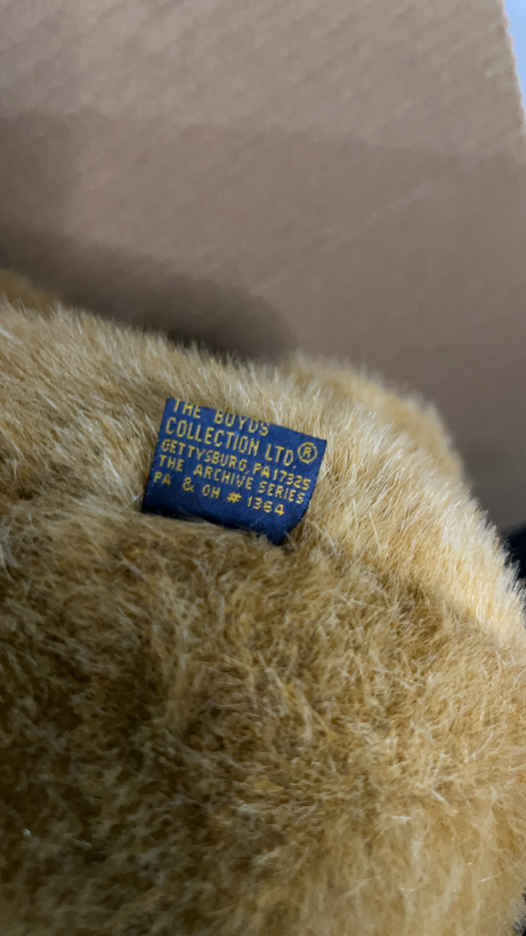 THE BOYDS
COLLECTION LTD.®
GETTYSBURG, PA 17325
THE ARCHIVE SERIES
PA & OH # 1364